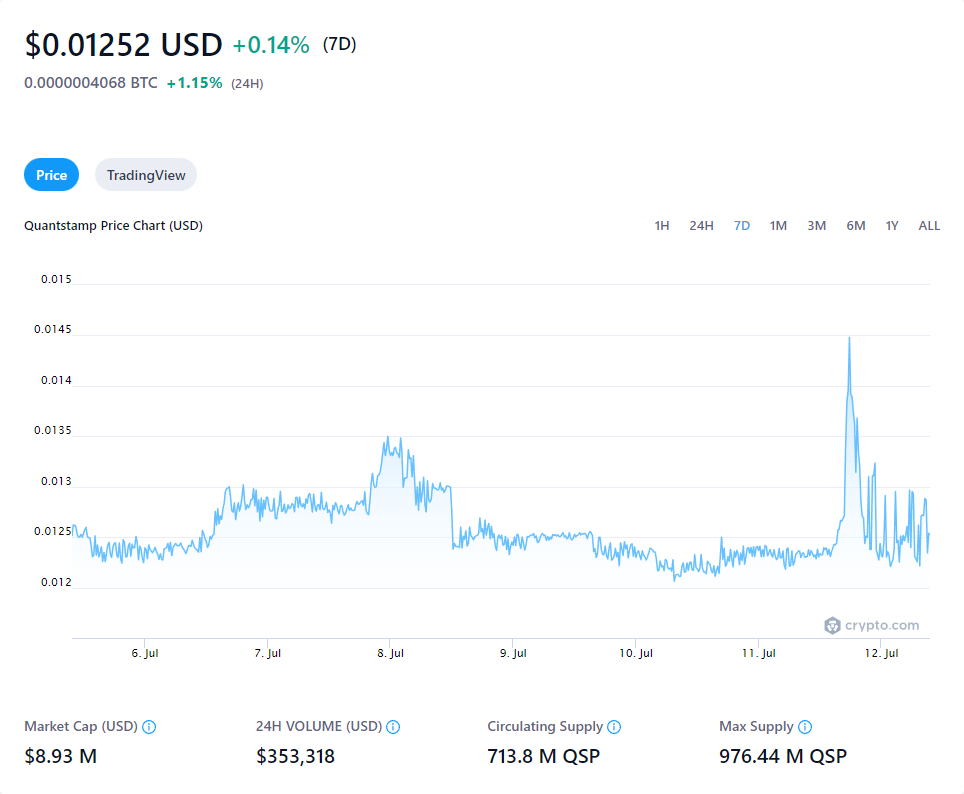 $0.01252 USD +0.14% (7D)
0.0000004068 BTC +1.15% (24H)
Price TradingView
Quantstamp Price Chart (USD) 1H 24H 7D 1M 3M 6M 1Y ALL
0.015
0.0145
0.014
0.0135
0.013
0.0125
0.012
crypto.com
6. Jul 7. Jul 8. Jul 9. Jul 10. Jul 11. Jul 12. Jul
Market Cap (USD) 24H VOLUME (USD) Circulating Supply Max Supply
$8.93 M $353,318 713.8 M QSP 976.44 M QSP